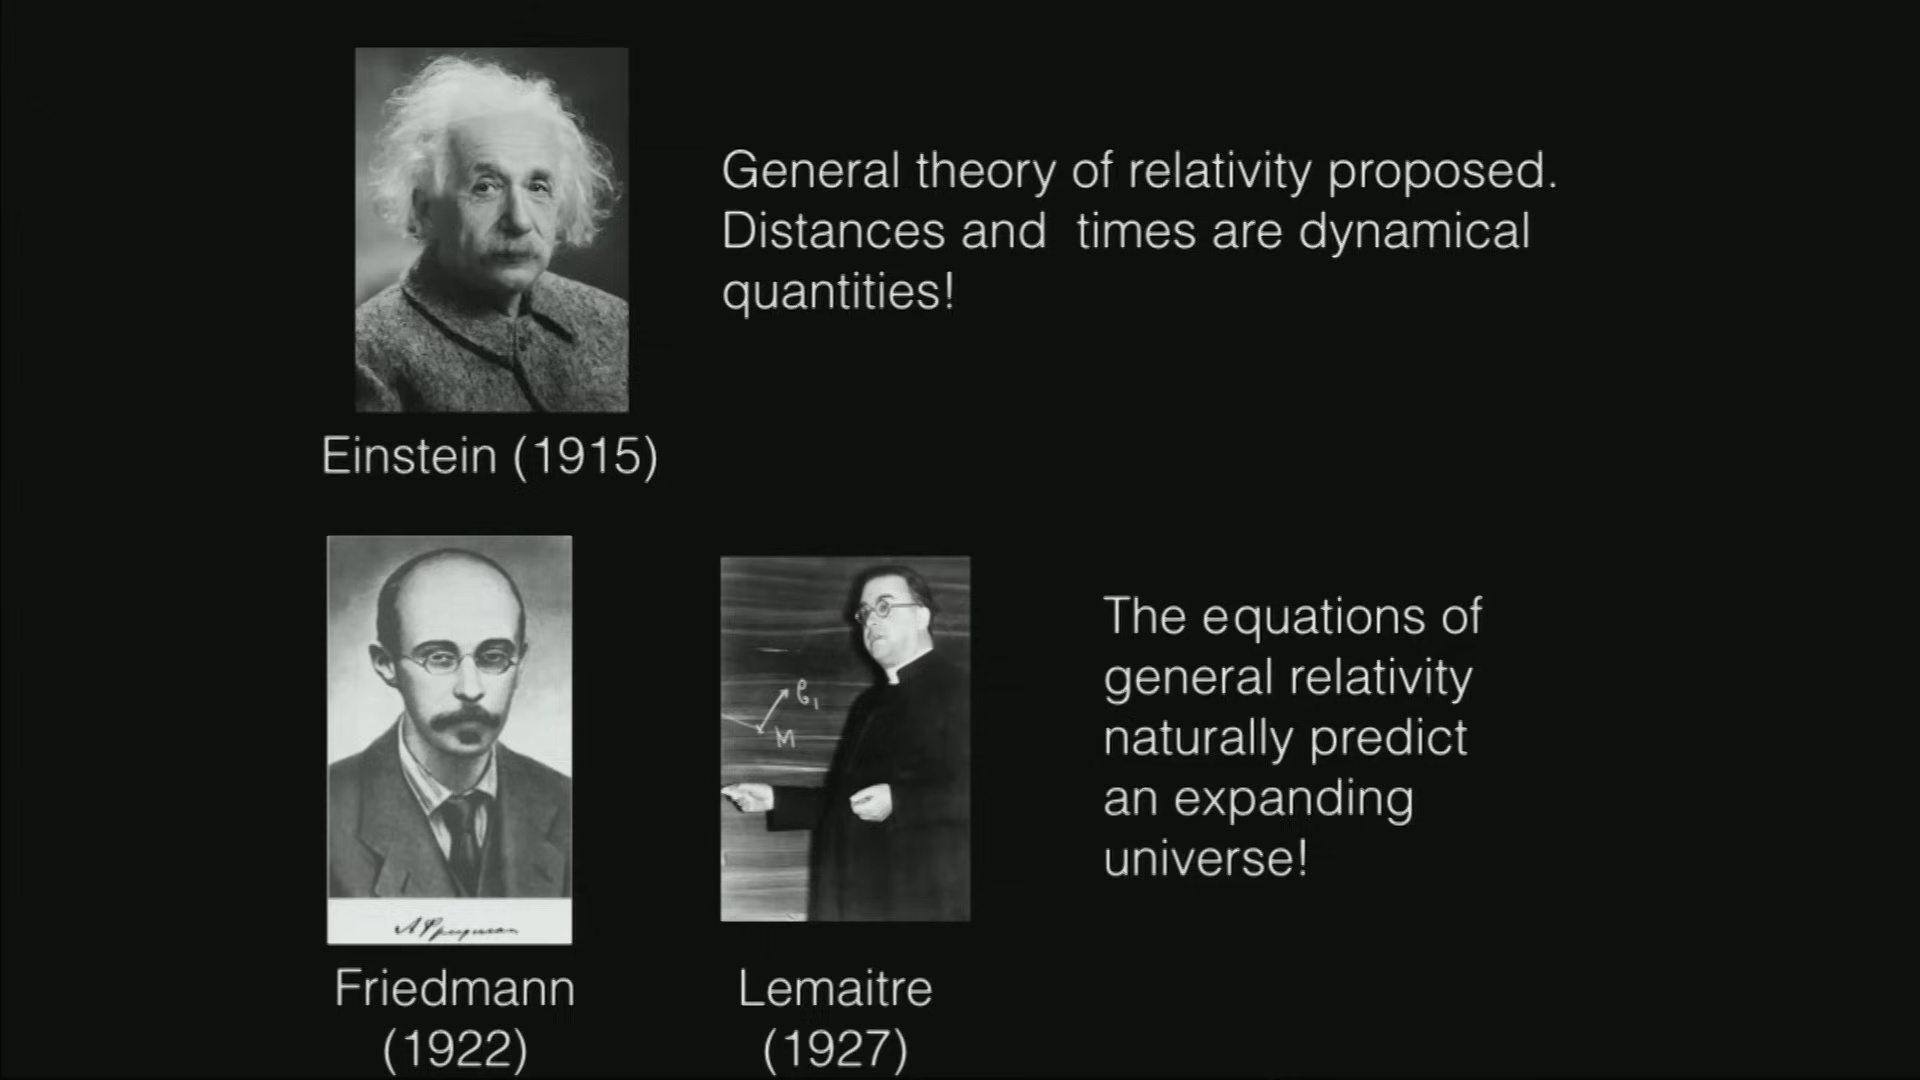 General theory of relativity proposed.
Distances and times are dynamical
quantities!
Einstein (1915)
e₁
M
The equations of
general relativity
naturally predict
an expanding
universe!
Friedmann
(1922)
Lemaitre
(1927)